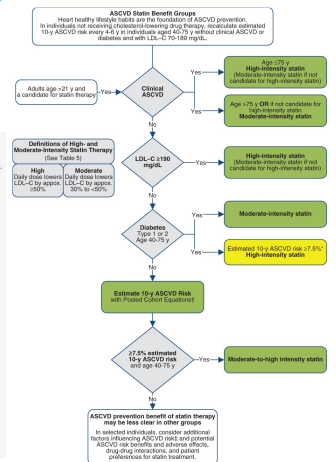 ASCVD Statin Benefit Groups
Heart healthy lifestyle habits are the foundation of ASCVD prevention.
In individuals not receiving cholesterol-lowering drug therapy, recalculate estimated
10-y ASCVD risk every 4-6 y in individuals aged 40-75 y without clinical ASCVD
or diabetes and with LDL-C 70-189 mg/dL.
Adults age >21 y and
a candidate for statin therapy
Yes
Clinical
ASCVD
Yes
Age ≤75 y
High-intensity statin
(Moderate-intensity statin if not
candidate for high-intensity)
Yes
Age >75 y OR if not candidate for
high-intensity statin
Moderate-intensity statin
No
Definitions of High- and
Moderate-Intensity Statin Therapy
(See Table 5)
High
Daily dose lowers
LDL–C by appox.
≥50%
Moderate
Daily dose lowers
LDL–C by appox.
30% to <50%
LDL–C ≥190
mg/dL
Yes
High-intensity statin
(Moderate-intensity statin if not
candidate for high-intensity)
No
Diabetes
Type 1 or 2
Age 40-75 y
Yes
Moderate-intensity statin
Yes
Estimated 10-y ASCVD risk ≥7.5%*
High-intensity statin
No
Estimate 10-y ASCVD Risk
with Pooled Cohort Equations†
≥7.5% estimated
10-y ASCVD risk
and age 40-75 y
Yes
Moderate-to-high intensity statin
No
ASCVD prevention benefit of statin therapy
may be less clear in other groups
In selected individuals, consider additional
factors influencing ASCVD risk‡ and potential
ASCVD risk benefits and adverse effects,
drug-drug interactions, and patient
preferences for statin treatment.